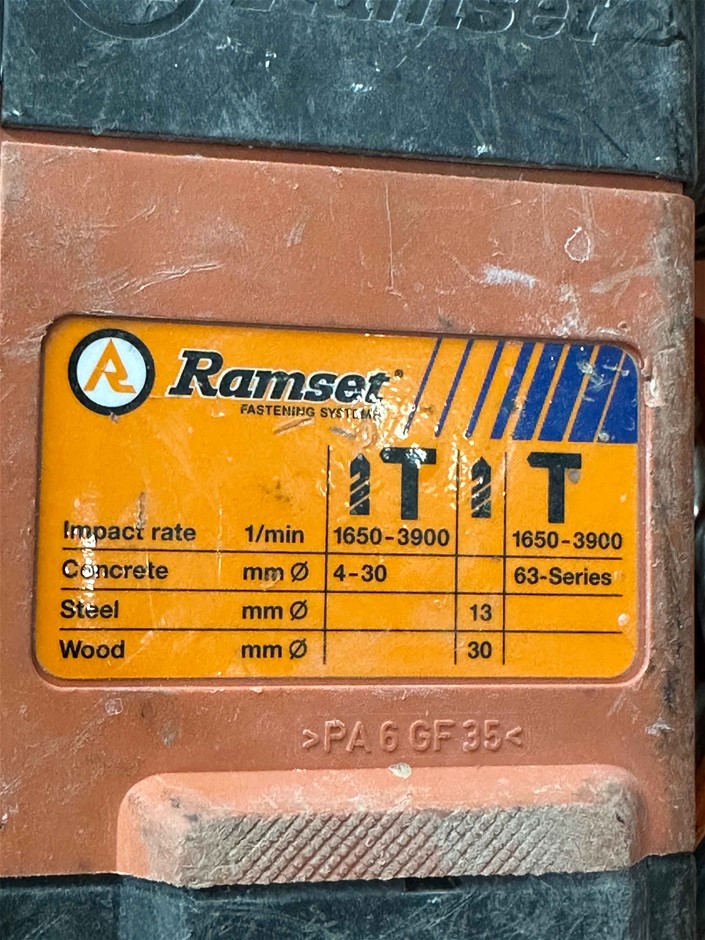 Ramset
Ramset®
FASTENING SYSTEMS
Impact rate 1/min 1650-3900 1650-3900
Concrete mm Ø 4-30 63-Series
Steel mm Ø 13
Wood mm Ø 30
>PA 6 GF 35<